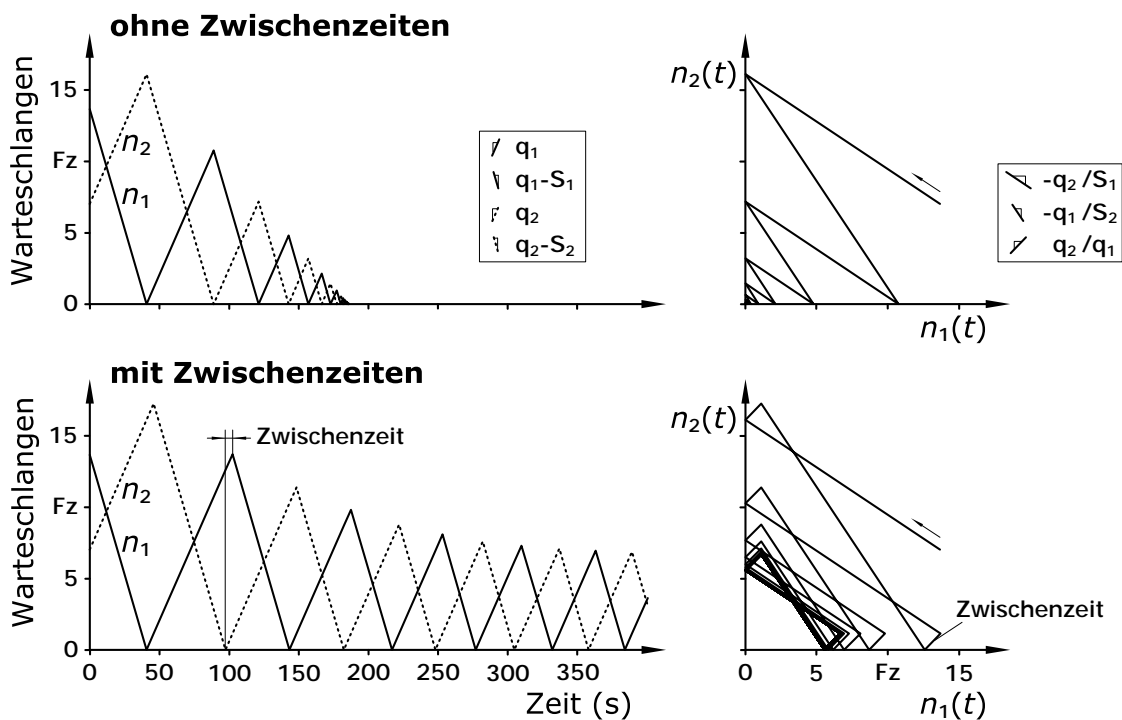 ohne Zwischenzeiten
Warteschlangen
15
Fz
5
0
n2
n1
q1
q1-S1
q2
q2-S2
n2(t)
-q2/S1
-q1/S2
q2/q1
n1(t)
mit Zwischenzeiten
Warteschlangen
15
Fz
5
0
n2
n1
Zwischenzeit
0 50 100 150 200 250 300 350
Zeit (s)
n2(t)
Zwischenzeit
0 5 Fz 15
n1(t)